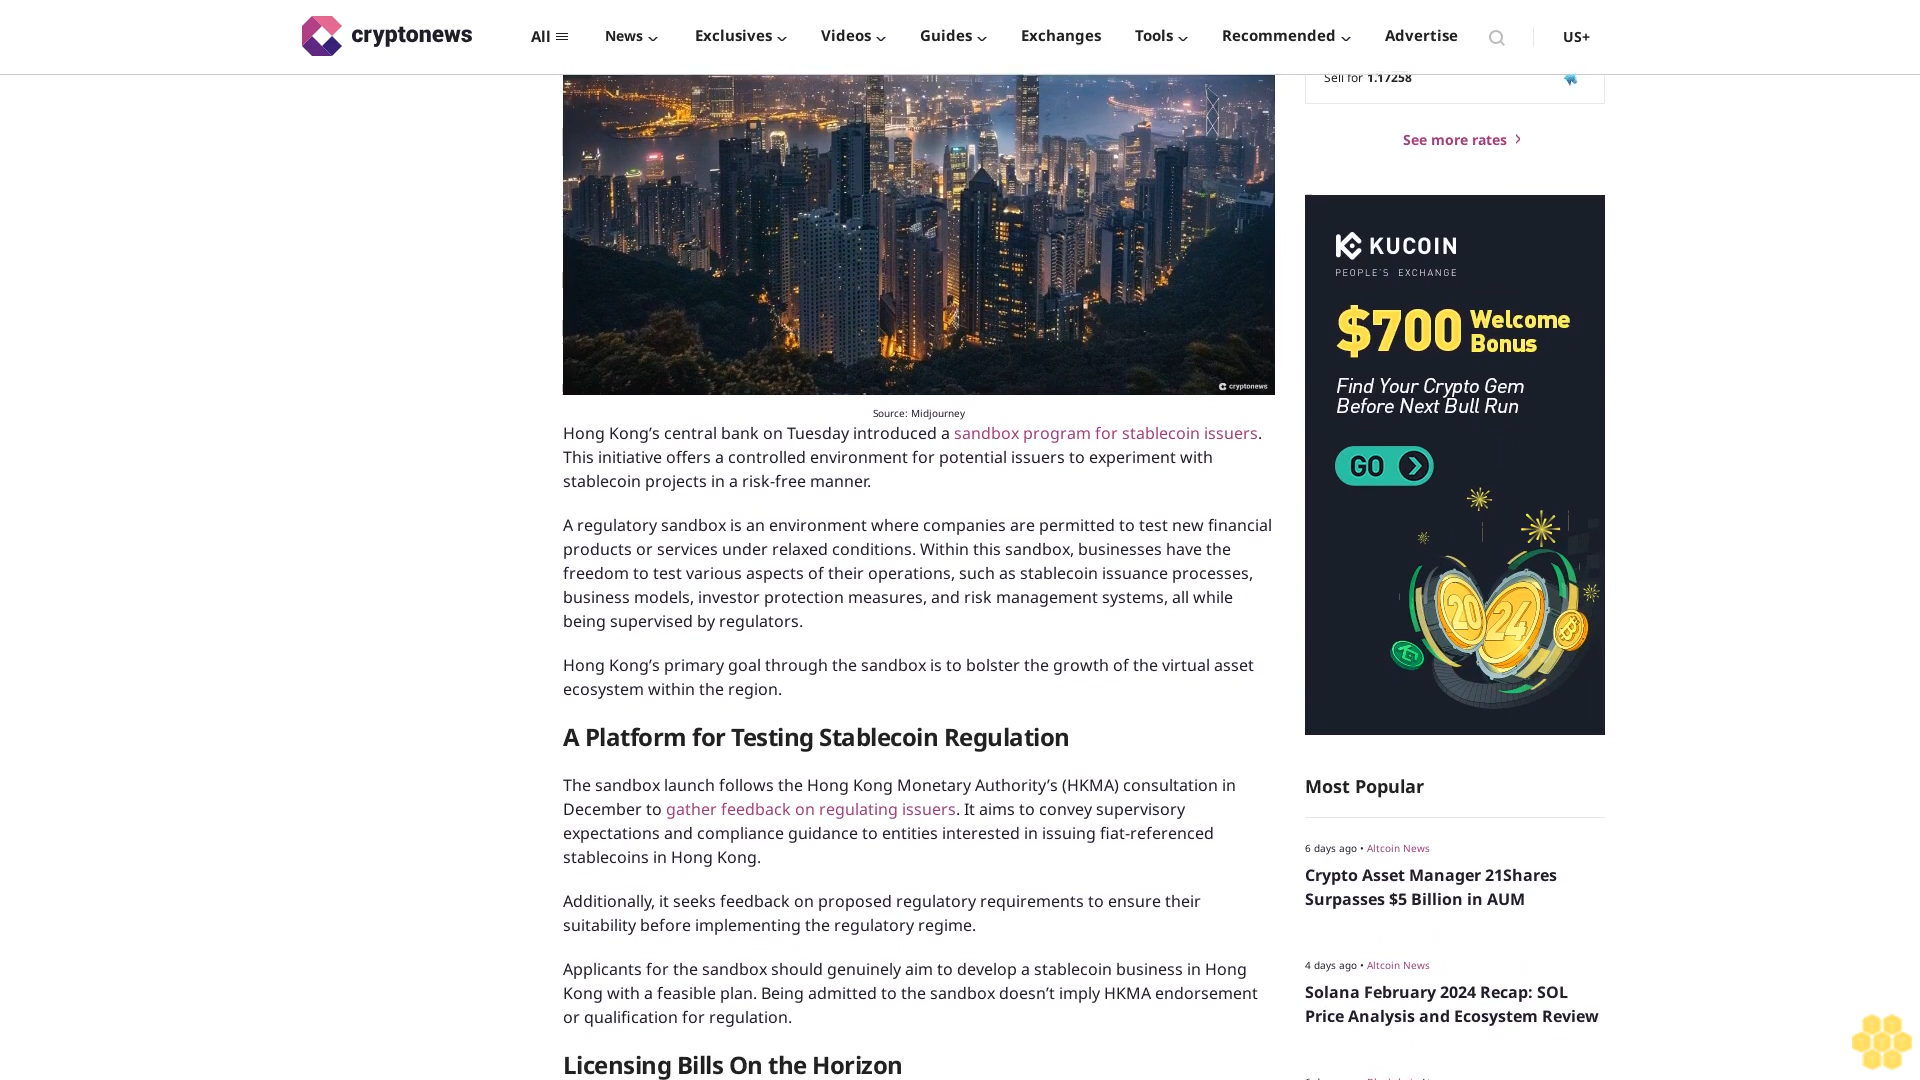 cryptonews
All
News
Exclusives
Videos
Guides
Exchanges
Tools
Recommended
Advertise
US+
Sell for 1.17258
See more rates
cryptonews
Source: Midjourney
Hong Kong’s central bank on Tuesday introduced a sandbox program for stablecoin issuers.
This initiative offers a controlled environment for potential issuers to experiment with
stablecoin projects in a risk-free manner.
A regulatory sandbox is an environment where companies are permitted to test new financial
products or services under relaxed conditions. Within this sandbox, businesses have the
freedom to test various aspects of their operations, such as stablecoin issuance processes,
business models, investor protection measures, and risk management systems, all while
being supervised by regulators.
Hong Kong’s primary goal through the sandbox is to bolster the growth of the virtual asset
ecosystem within the region.
A Platform for Testing Stablecoin Regulation
The sandbox launch follows the Hong Kong Monetary Authority’s (HKMA) consultation in
December to gather feedback on regulating issuers. It aims to convey supervisory
expectations and compliance guidance to entities interested in issuing fiat-referenced
stablecoins in Hong Kong.
Additionally, it seeks feedback on proposed regulatory requirements to ensure their
suitability before implementing the regulatory regime.
Applicants for the sandbox should genuinely aim to develop a stablecoin business in Hong
Kong with a feasible plan. Being admitted to the sandbox doesn’t imply HKMA endorsement
or qualification for regulation.
Licensing Bills On the Horizon
KUCOIN
PEOPLE'S EXCHANGE
$700 Welcome
Bonus
Find Your Crypto Gem
Before Next Bull Run
GO
20 24
Most Popular
6 days ago • Altcoin News
Crypto Asset Manager 21Shares
Surpasses $5 Billion in AUM
4 days ago • Altcoin News
Solana February 2024 Recap: SOL
Price Analysis and Ecosystem Review